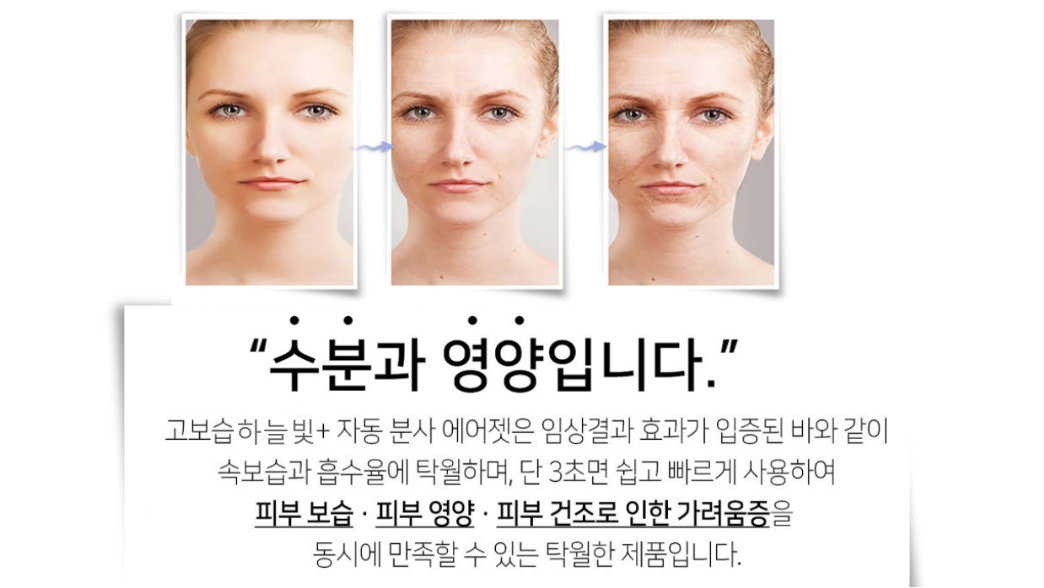 “수분과 영양입니다.”
고보습하늘빛+ 자동 분사 에어젯은 임상결과 효과가 입증된 바와 같이
속보습과 흡수율에 탁월하며, 단 3초면 쉽고 빠르게 사용하여
피부 보습 · 피부 영양 · 피부 건조로 인한 가려움증을
동시에 만족할 수 있는 탁월한 제품입니다.